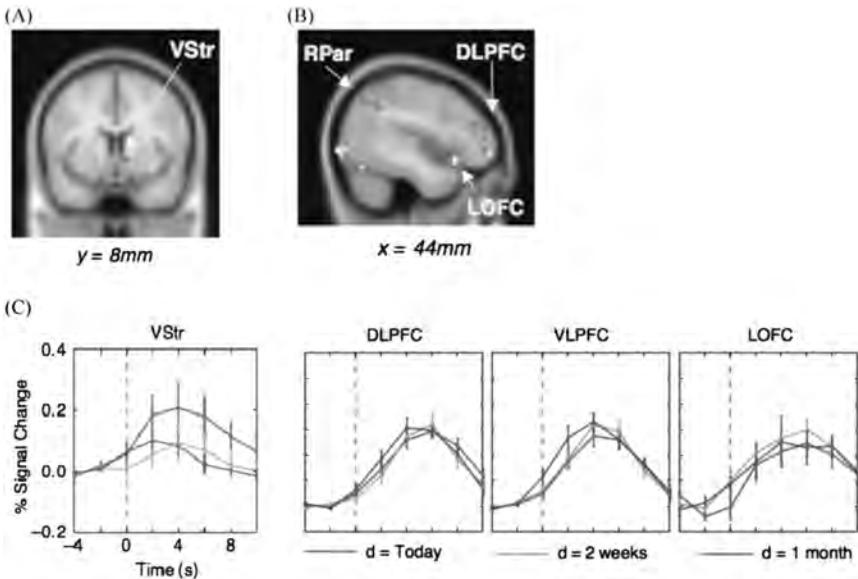 (A)
VStr
y = 8mm
(B)
RPar
DLPFC
LOFC
x = 44mm
(C)
VStr
DLPFC
VLPFC
LOFC
% Signal Change
0.4
0.2
0.0
−0.2
−4
0
4
8
Time (s)
d = Today
d = 2 weeks
d = 1 month